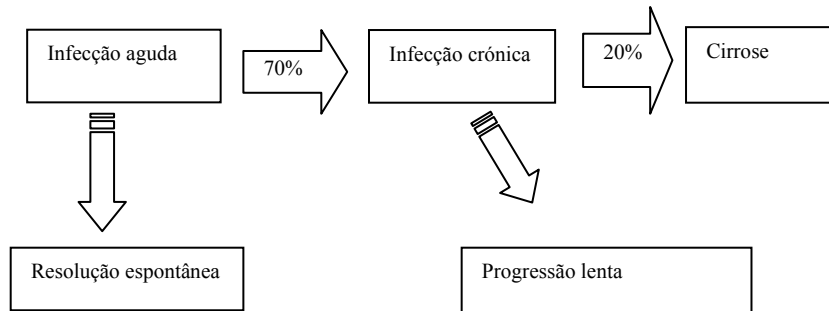 Infecção aguda
70%
Infecção crónica
20%
Cirrose
Resolução espontânea
Progressão lenta